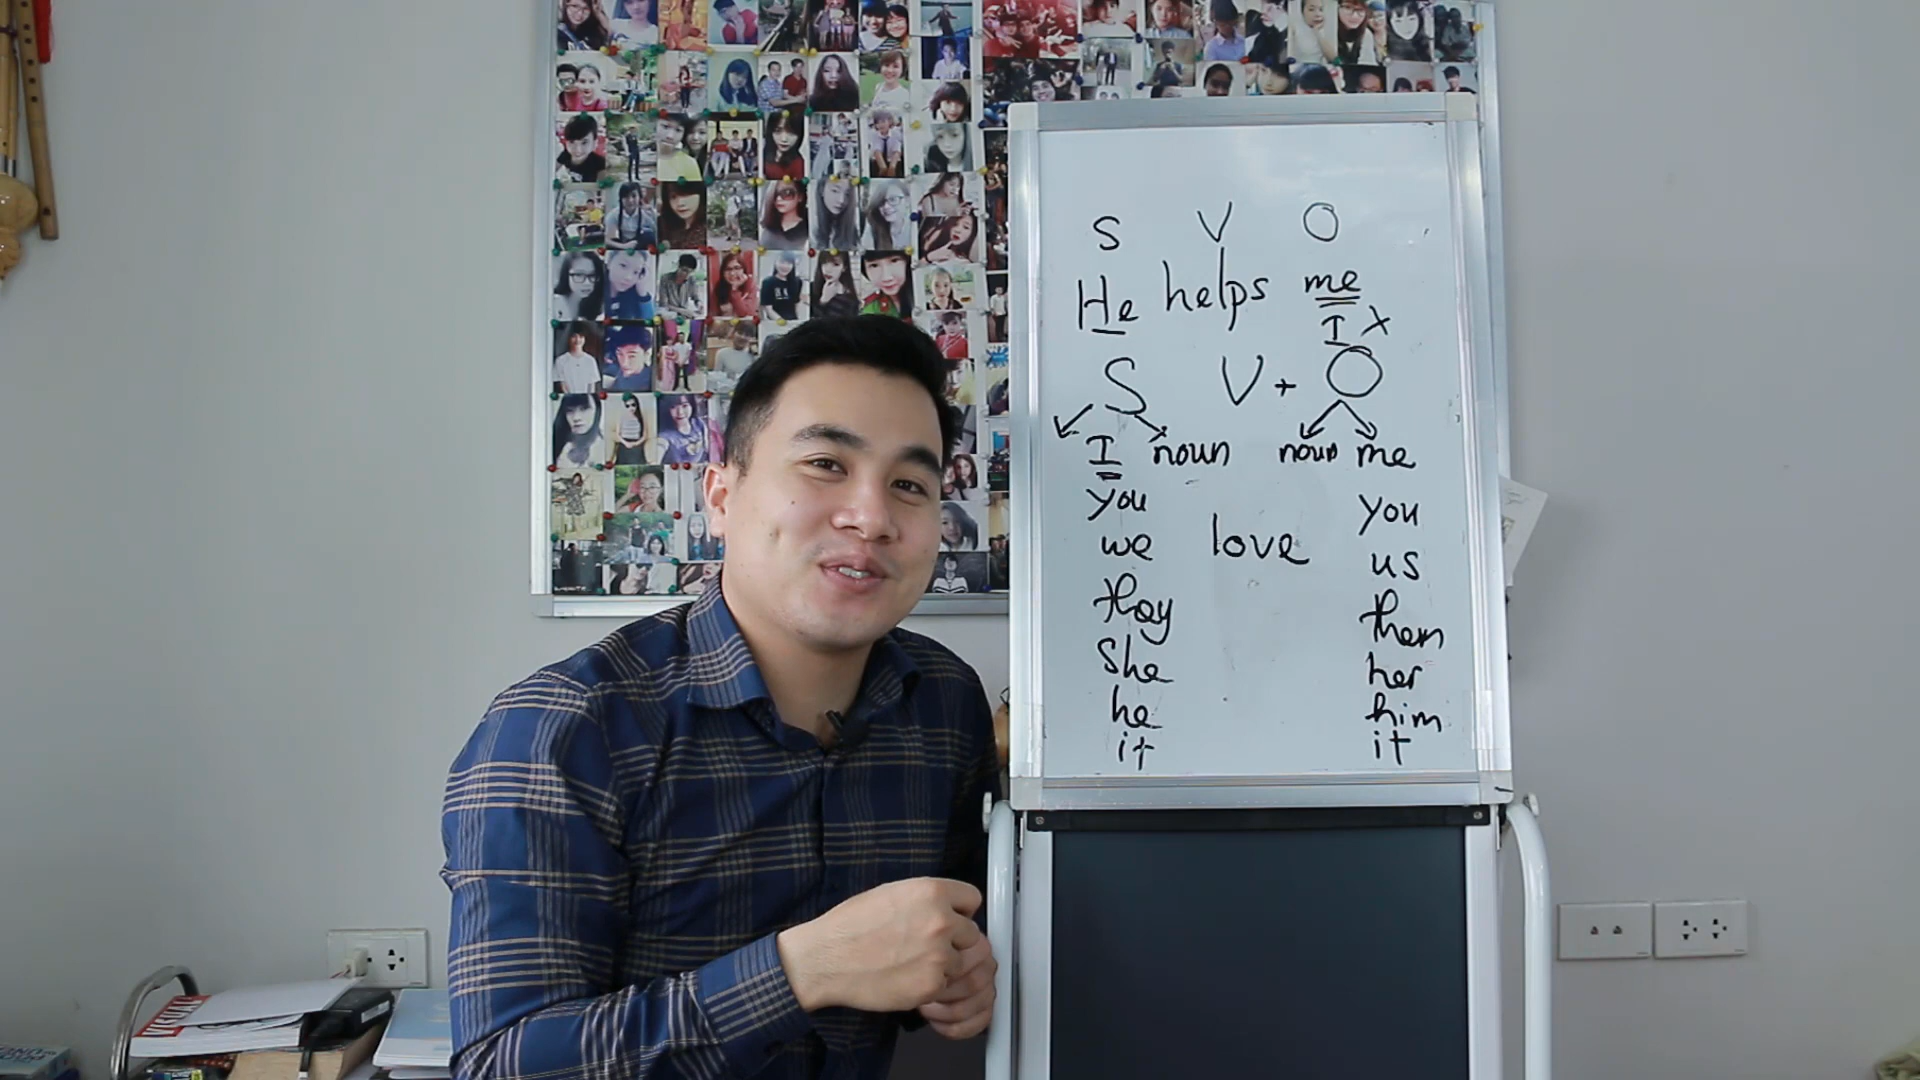 S V O
He helps me
I x
S V + O
I noun noun me
you you
we love us
they them
she her
he him
it it
VISUAL